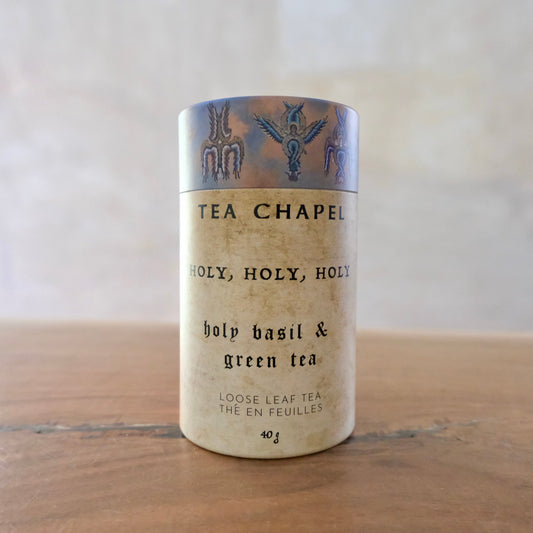 TEA CHAPEL
HOLY, HOLY, HOLY
holy basil &
green tea
LOOSE LEAF TEA
THÉ EN FEUILLES
40 g